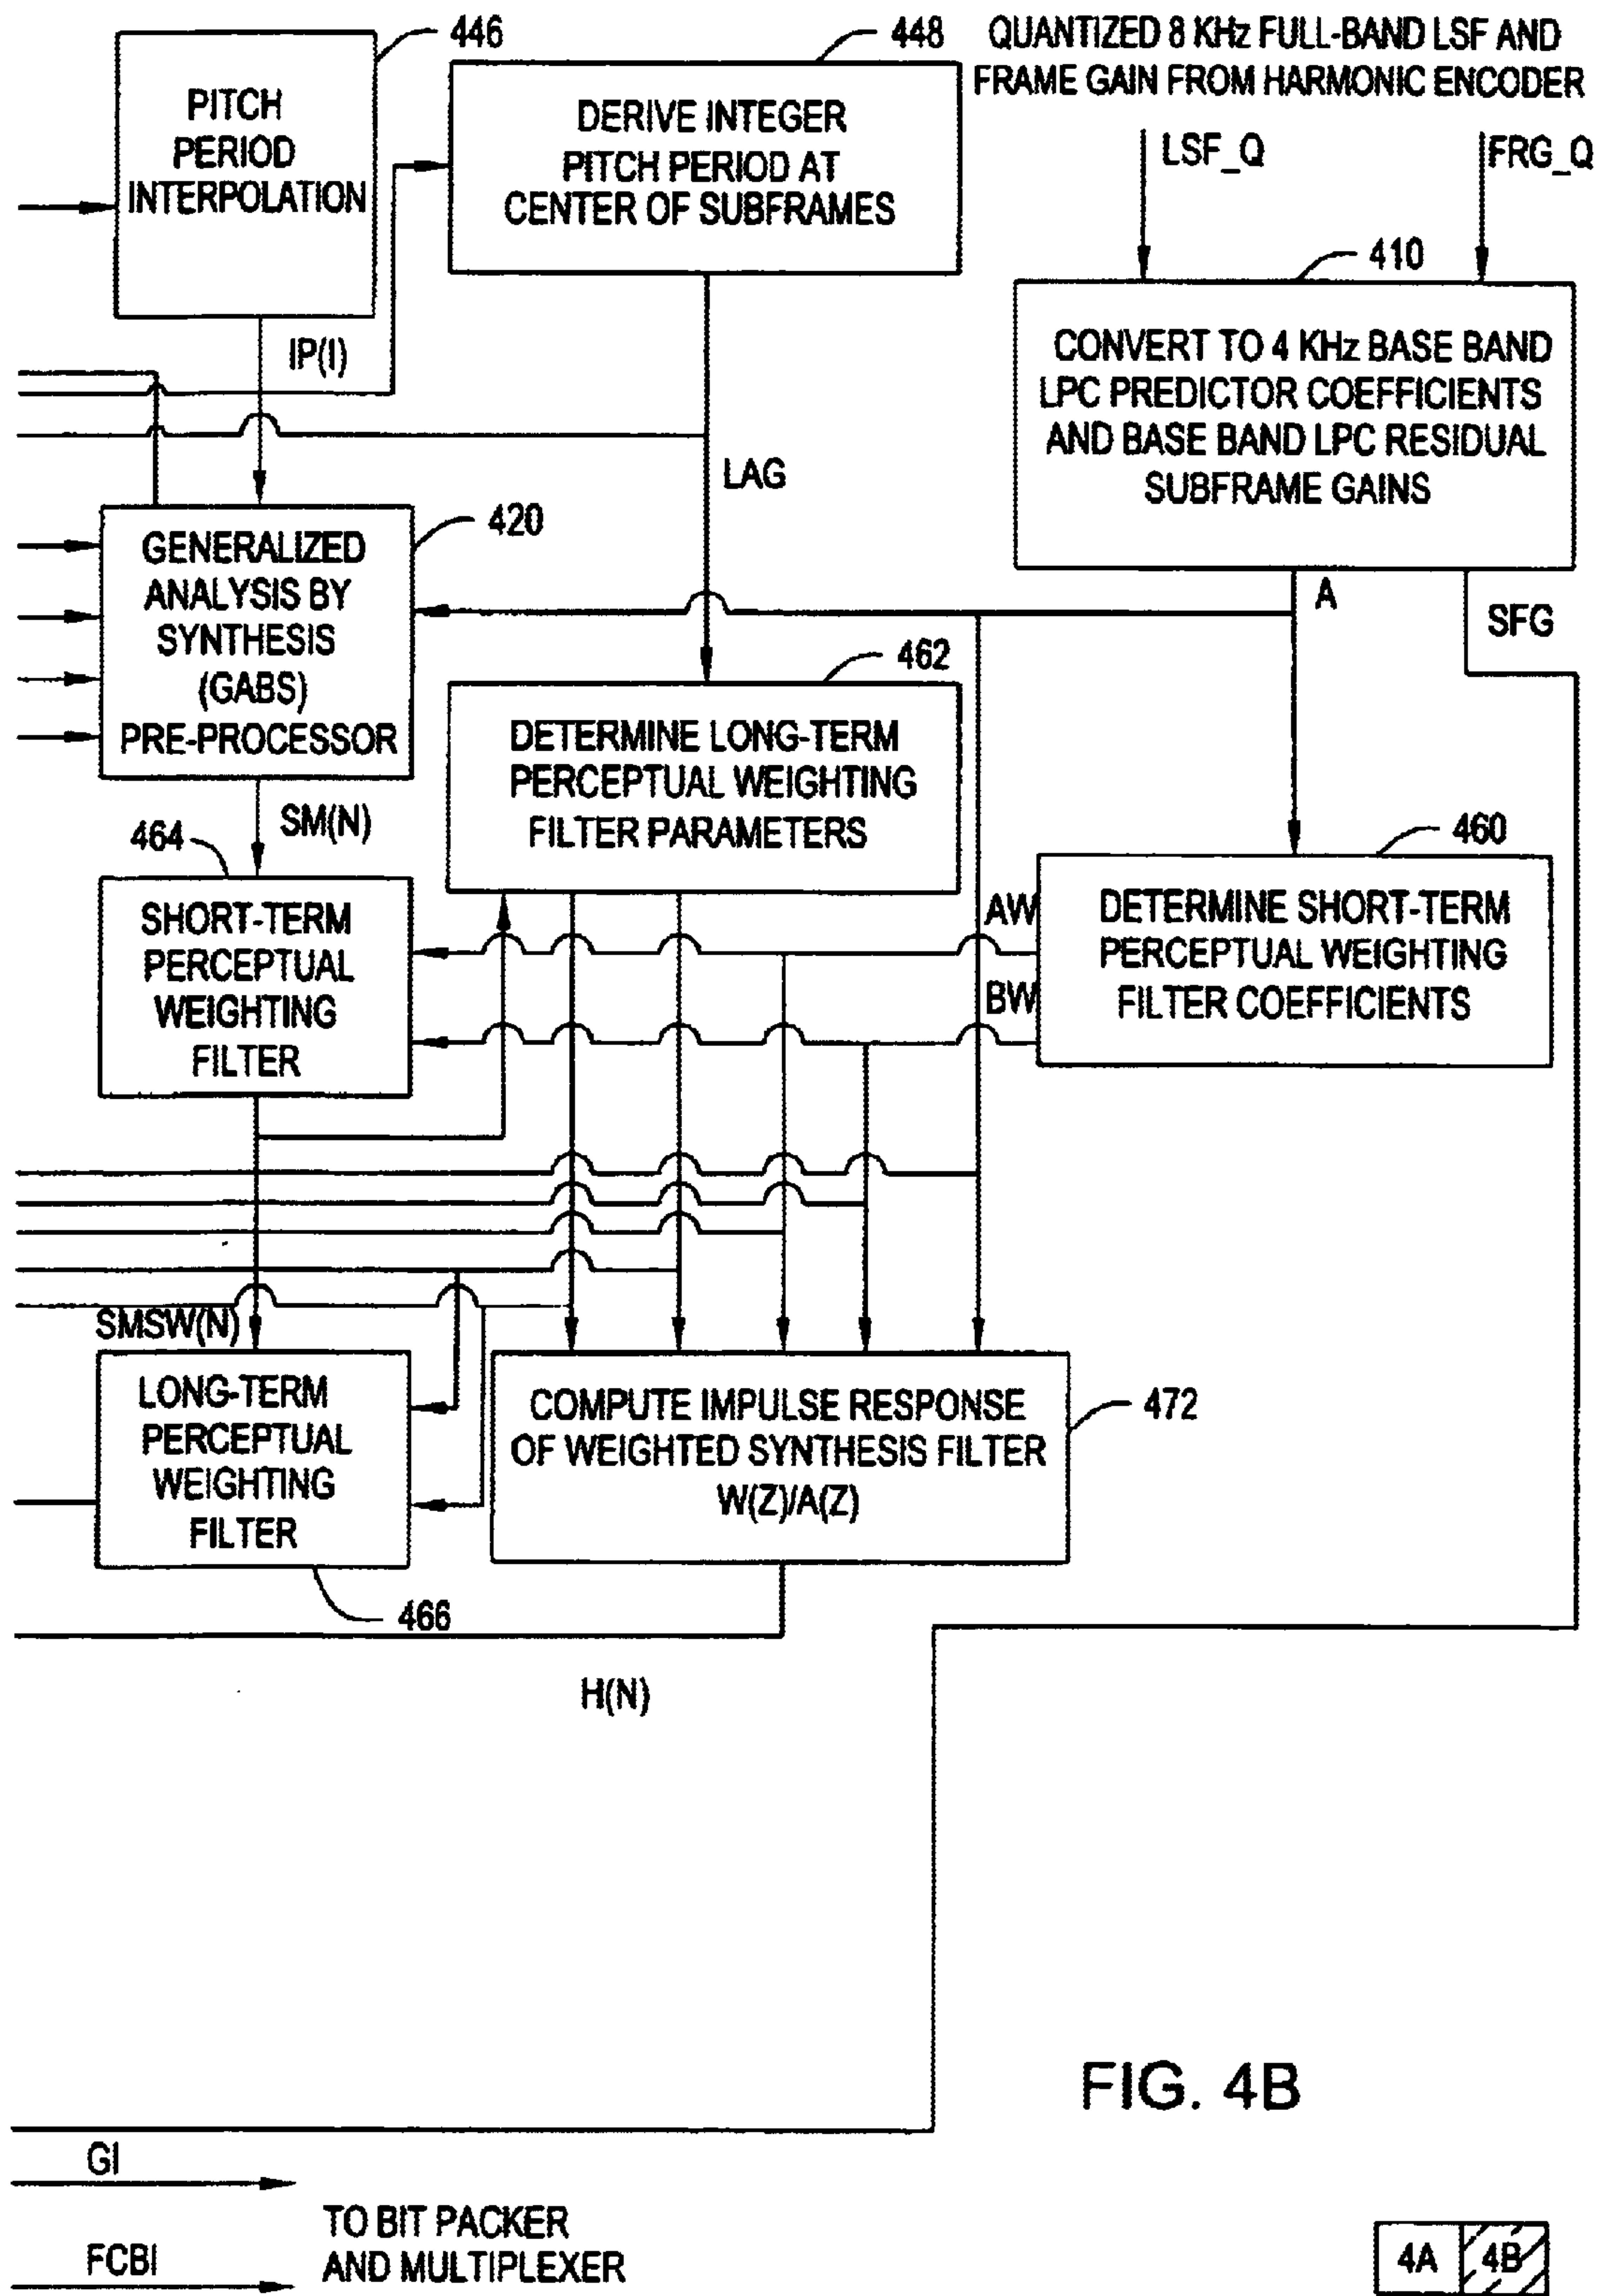 446
PITCH
PERIOD
INTERPOLATION
448
DERIVE INTEGER
PITCH PERIOD AT
CENTER OF SUBFRAMES
QUANTIZED 8 KHz FULL-BAND LSF AND
FRAME GAIN FROM HARMONIC ENCODER
LSF_Q
FRG_Q
410
CONVERT TO 4 KHz BASE BAND
LPC PREDICTOR COEFFICIENTS
AND BASE BAND LPC RESIDUAL
SUBFRAME GAINS
IP(I)
LAG
A
SFG
420
GENERALIZED
ANALYSIS BY
SYNTHESIS
(GABS)
PRE-PROCESSOR
462
DETERMINE LONG-TERM
PERCEPTUAL WEIGHTING
FILTER PARAMETERS
SM(N)
464
SHORT-TERM
PERCEPTUAL
WEIGHTING
FILTER
460
AW
BW
DETERMINE SHORT-TERM
PERCEPTUAL WEIGHTING
FILTER COEFFICIENTS
SMSW(N)
LONG-TERM
PERCEPTUAL
WEIGHTING
FILTER
466
COMPUTE IMPULSE RESPONSE
OF WEIGHTED SYNTHESIS FILTER
W(Z)/A(Z)
472
H(N)
FIG. 4B
GI
FCBI
TO BIT PACKER
AND MULTIPLEXER
4A 4B